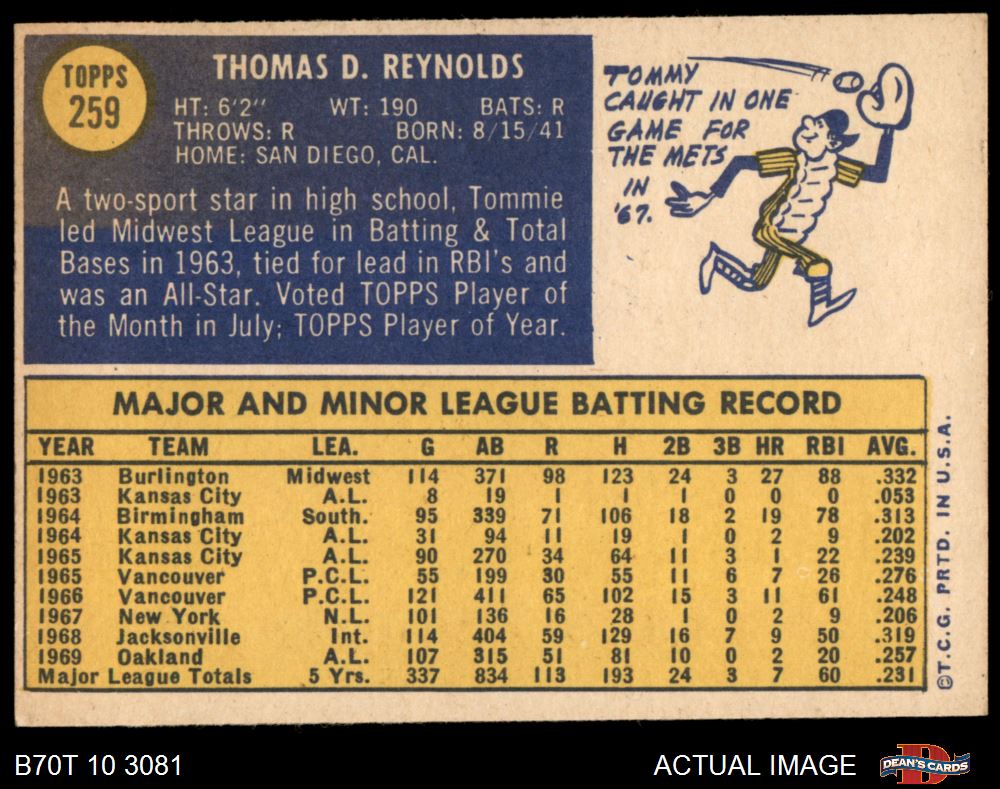 TOPPS
259
THOMAS D. REYNOLDS
HT: 6'2" WT: 190 BATS: R
THROWS: R BORN: 8/15/41
HOME: SAN DIEGO, CAL.
A two-sport star in high school, Tommie
led Midwest League in Batting & Total
Bases in 1963, tied for lead in RBI's and
was an All-Star. Voted TOPPS Player of
the Month in July; TOPPS Player of Year.
TOMMY
CAUGHT IN ONE
GAME FOR
THE METS
IN
'67.
MAJOR AND MINOR LEAGUE BATTING RECORD
YEAR TEAM LEA. G AB R H 2B 3B HR RBI AVG.
1963 Burlington Midwest 114 371 98 123 24 3 27 88 .332
1963 Kansas City A.L. 8 19 1 1 1 0 0 0 .053
1964 Birmingham South. 95 339 71 106 18 2 19 78 .313
1964 Kansas City A.L. 31 94 11 19 1 0 2 9 .202
1965 Kansas City A.L. 90 270 34 64 11 3 1 22 .239
1965 Vancouver P.C.L. 55 199 30 55 11 6 7 26 .276
1966 Vancouver P.C.L. 121 411 65 102 15 3 11 61 .248
1967 New York N.L. 101 136 16 28 1 0 2 9 .206
1968 Jacksonville Int. 114 404 59 129 16 7 9 50 .319
1969 Oakland A.L. 107 315 51 81 10 0 2 20 .257
Major League Totals 5 Yrs. 337 834 113 193 24 3 7 60 .231
©T.C.G. PRTD. IN U.S.A.
B70T 10 3081
ACTUAL IMAGE
DEAN'S CARDS